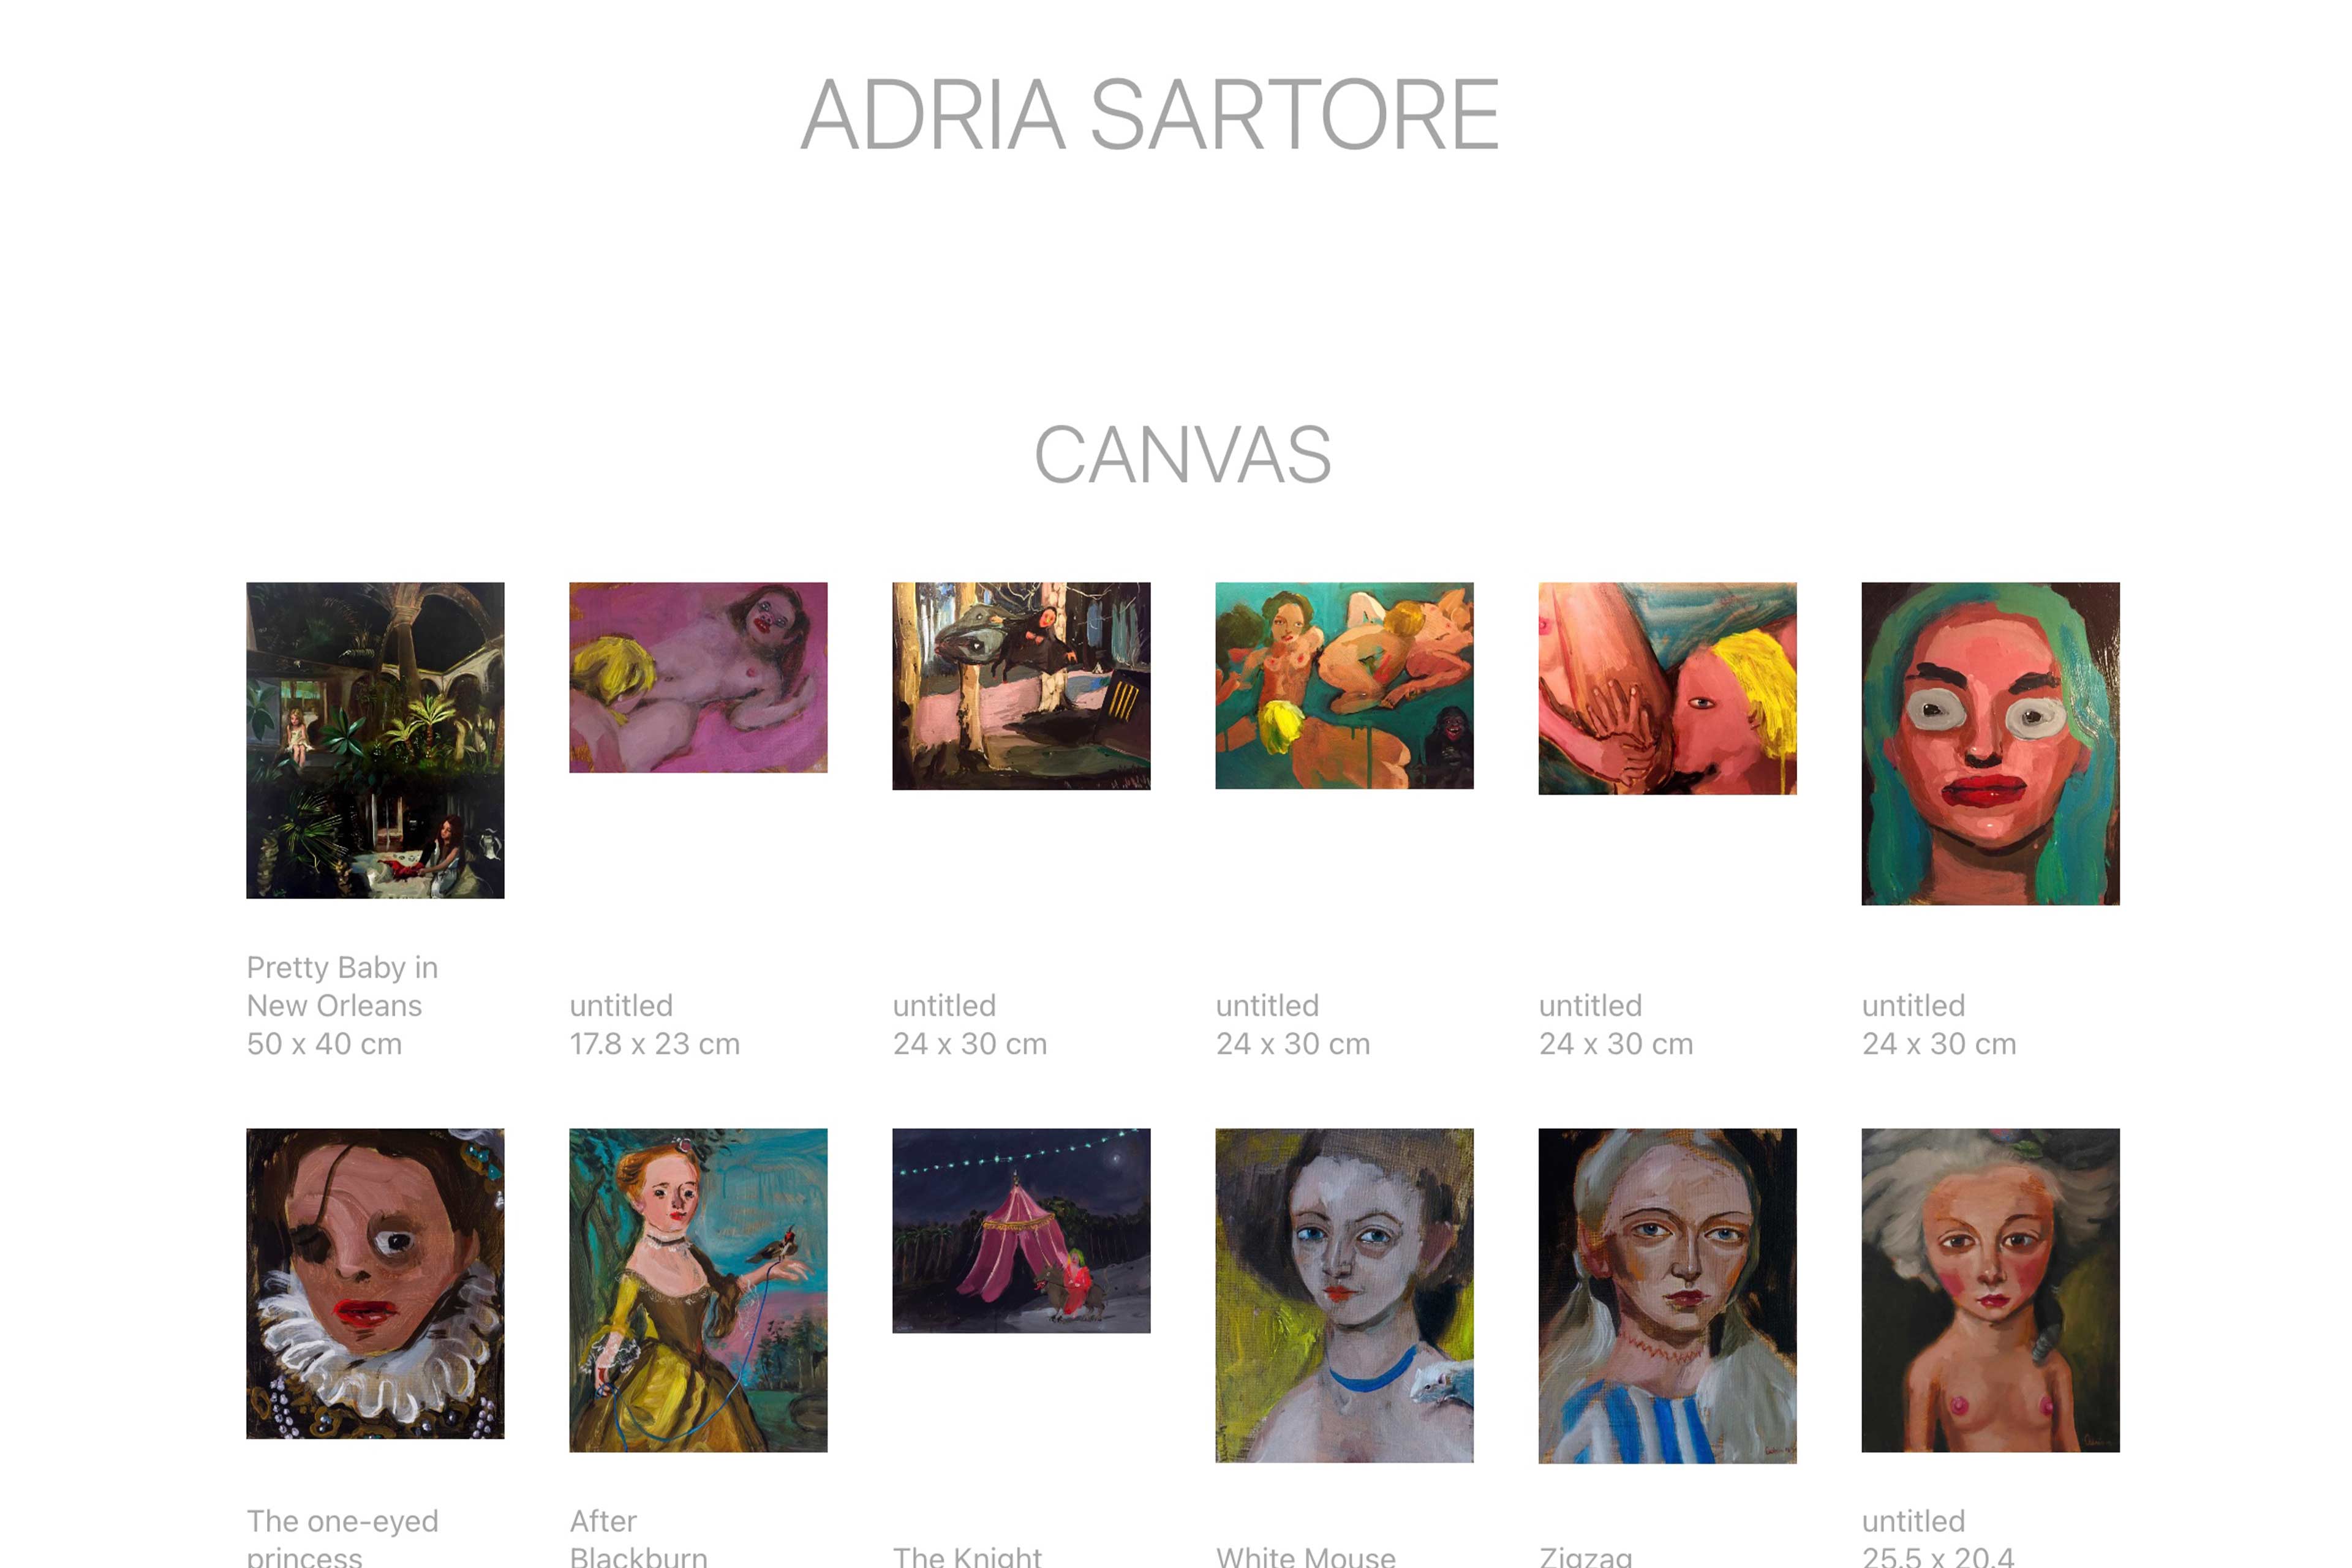 ADRIA SARTORE
CANVAS
Pretty Baby in
New Orleans
50 x 40 cm
untitled
17.8 x 23 cm
untitled
24 x 30 cm
untitled
24 x 30 cm
untitled
24 x 30 cm
untitled
24 x 30 cm
The one-eyed
princess
After
Blackburn
The Knight
White Mouse
Zigzag
untitled
25.5 x 20.4